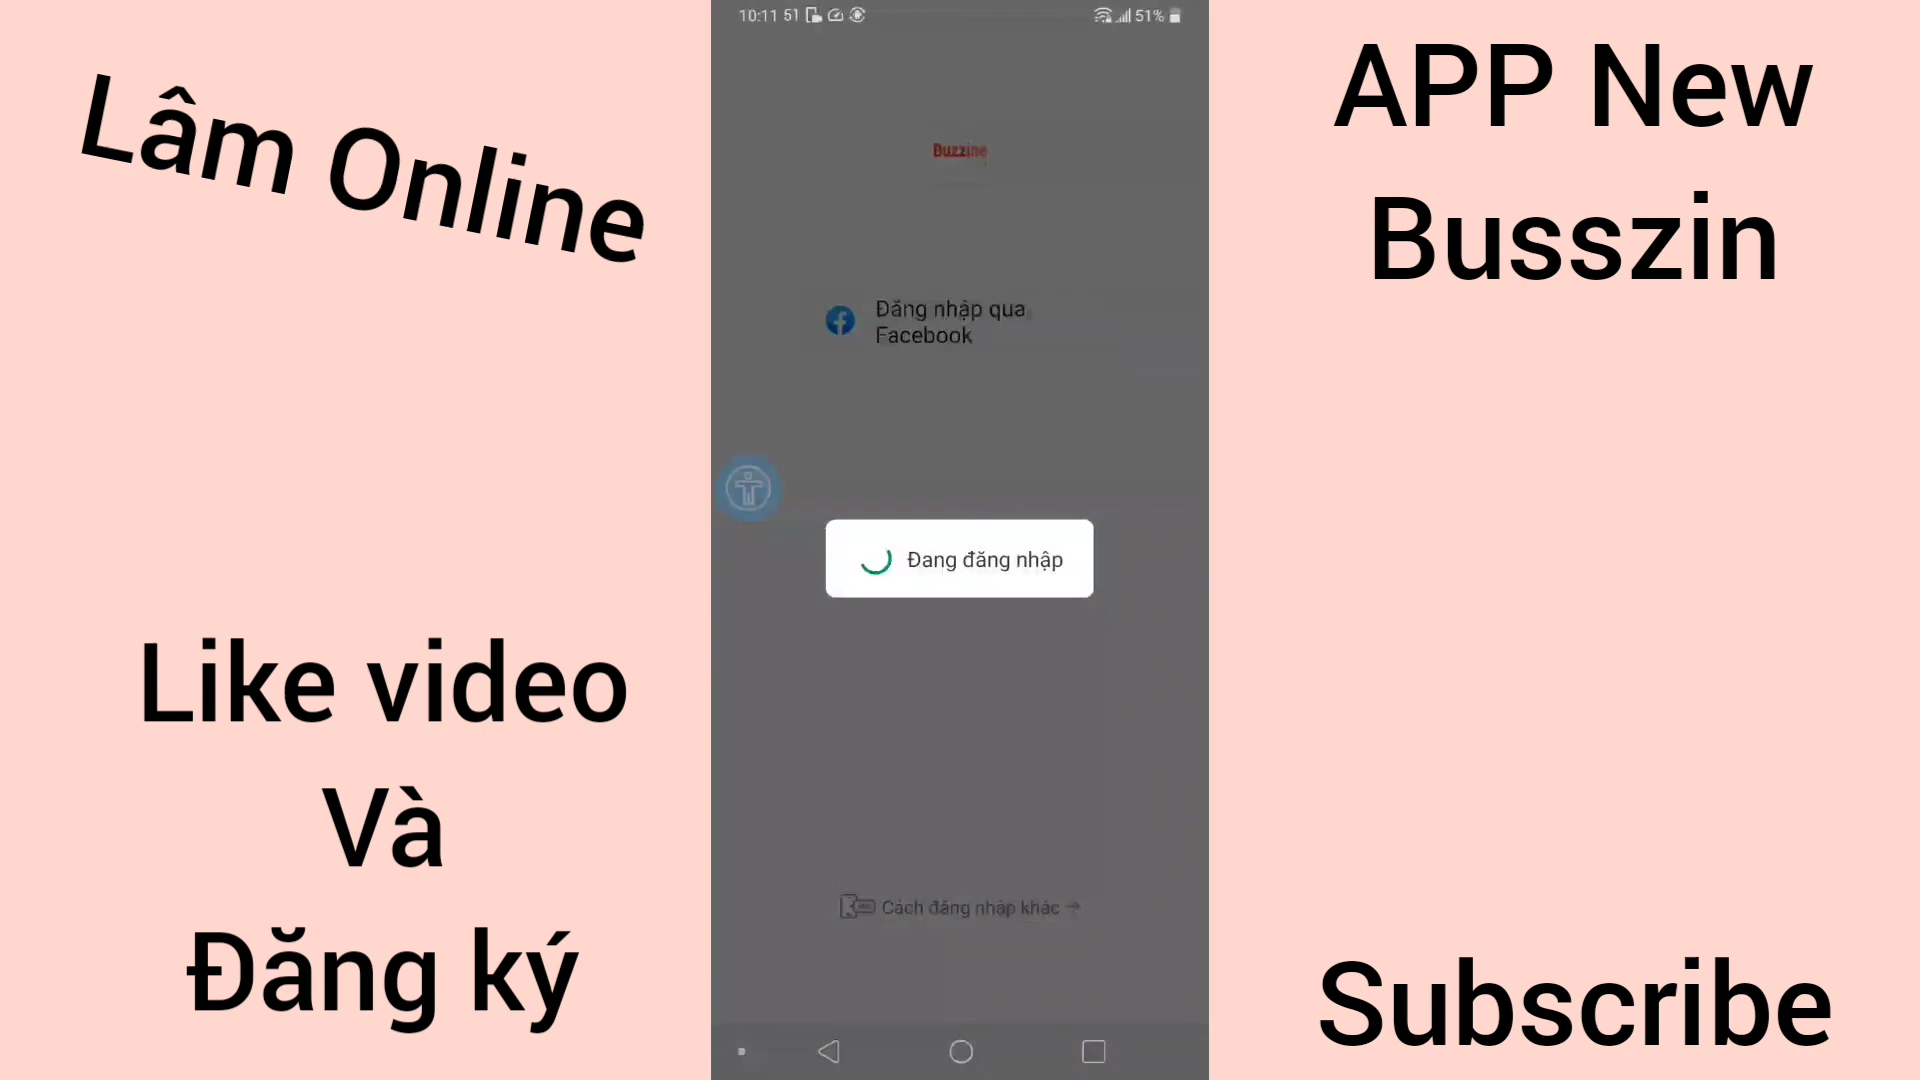 Lâm Online
Like video
Và
Đăng ký
10:11 51
51%
Buzzine
Đăng nhập qua
Facebook
Đang đăng nhập
Cách đăng nhập khác →
APP New
Busszin
Subscribe